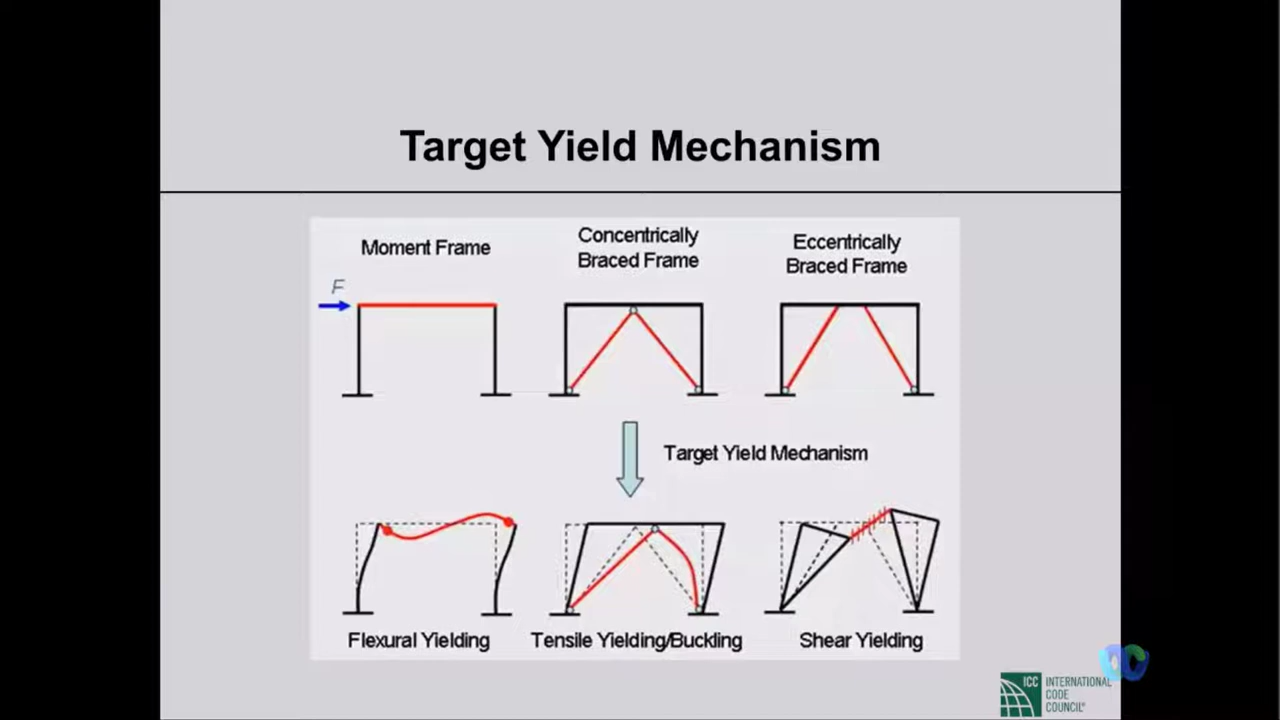 Target Yield Mechanism
Moment Frame
Concentrically
Braced Frame
Eccentrically
Braced Frame
F
Target Yield Mechanism
Flexural Yielding
Tensile Yielding/Buckling
Shear Yielding
ICC
INTERNATIONAL
CODE
COUNCIL®